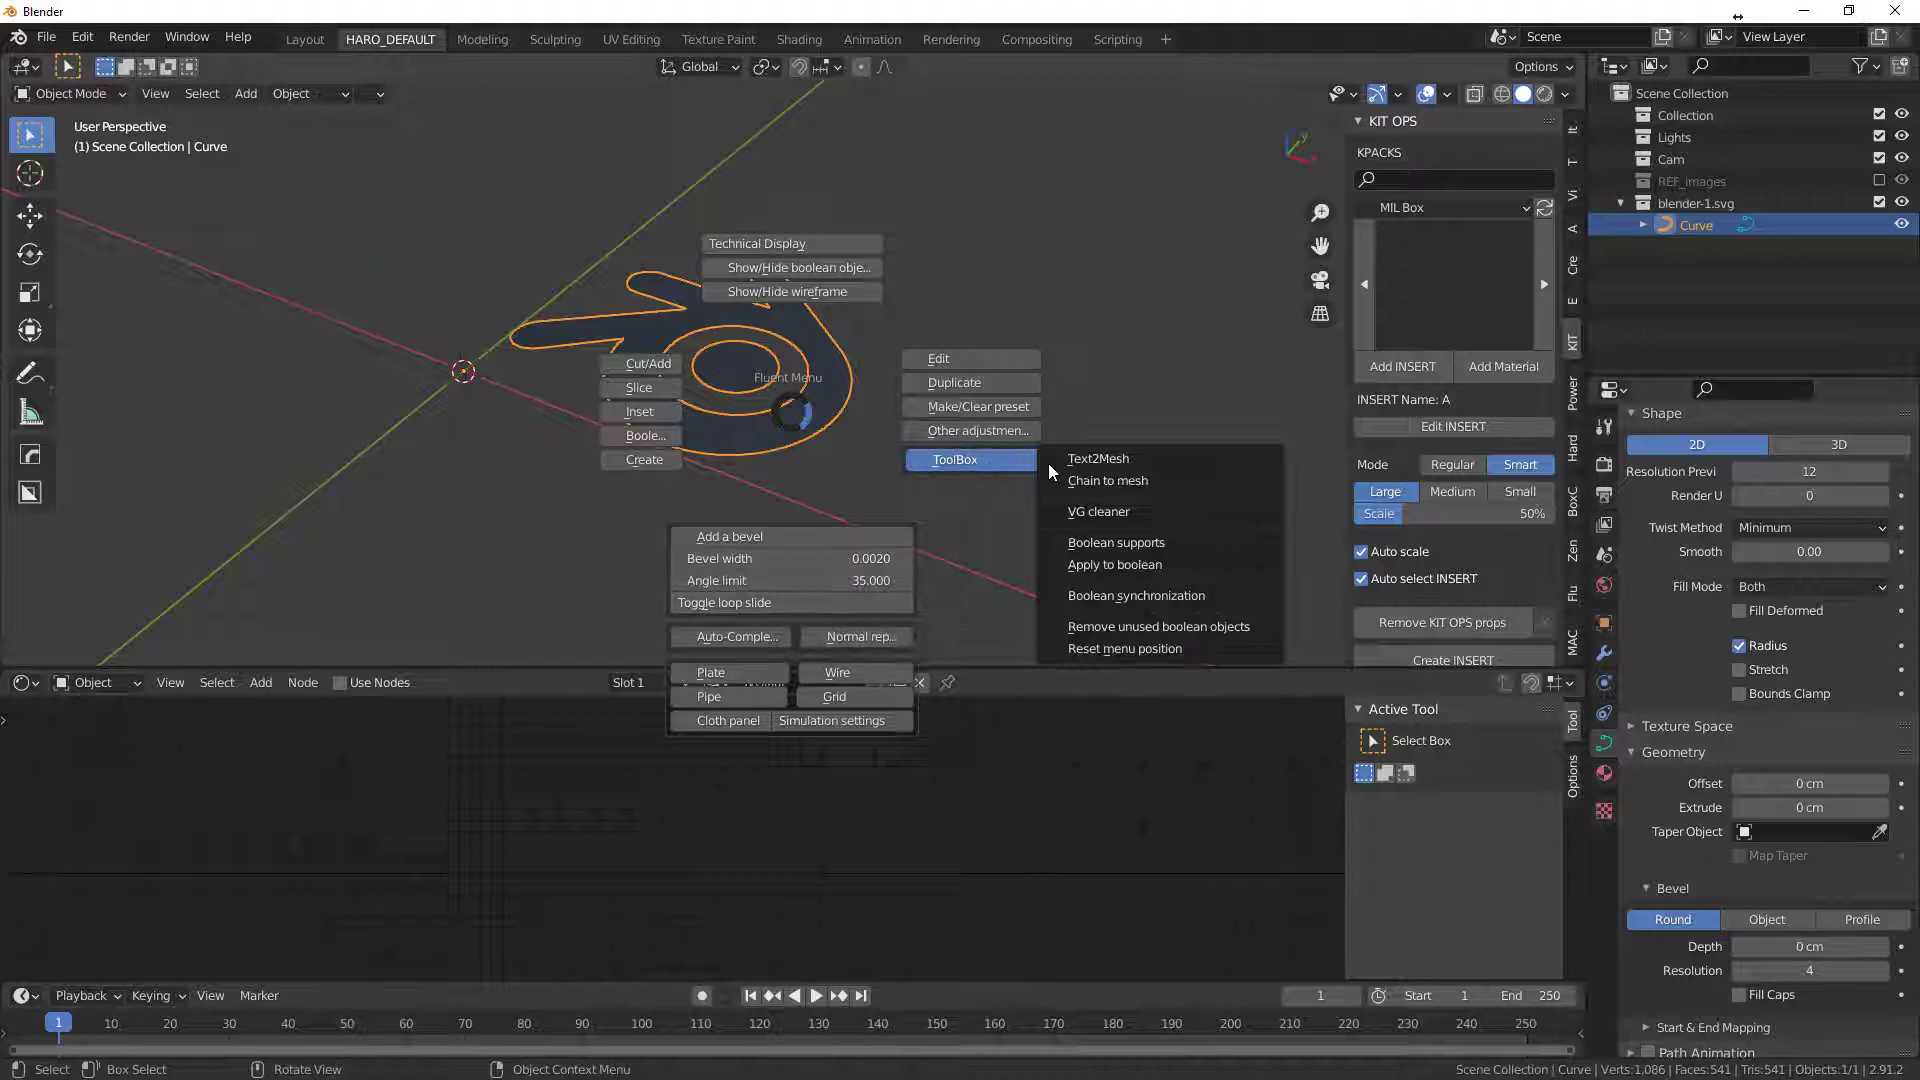 Blender
File Edit Render Window Help
Layout HARO_DEFAULT Modeling Sculpting UV Editing Texture Paint Shading Animation Rendering Compositing Scripting +
Scene View Layer
Global Options
Object Mode View Select Add Object
User Perspective
(1) Scene Collection | Curve
Technical Display
Show/Hide boolean obje...
Show/Hide wireframe
Cut/Add
Slice
Inset
Boole...
Create
Fluent Menu
Edit
Duplicate
Make/Clear preset
Other adjustmen...
ToolBox
Text2Mesh
Chain to mesh
VG cleaner
Boolean supports
Apply to boolean
Boolean synchronization
Remove unused boolean objects
Reset menu position
Add a bevel
Bevel width 0.0020
Angle limit 35.000
Toggle loop slide
Auto-Comple... Normal rep...
Plate Wire
Pipe Grid
Cloth panel Simulation settings
KIT OPS
KPACKS
MIL Box
Add INSERT Add Material
INSERT Name: A
Edit INSERT
Mode Regular Smart
Large Medium Small
Scale 50%
Auto scale
Auto select INSERT
Remove KIT OPS props
Create INSERT
It
T
Vi
A
Cre
E
KIT
Power
Hard
BoxC
Zen
Flu
MAC
Scene Collection
Collection
Lights
Cam
REF_images
blender-1.svg
Curve
Shape
2D 3D
Resolution Previ 12
Render U 0
Twist Method Minimum
Smooth 0.00
Fill Mode Both
Fill Deformed
Radius
Stretch
Bounds Clamp
Texture Space
Geometry
Offset 0 cm
Extrude 0 cm
Taper Object
Map Taper
Bevel
Round Object Profile
Depth 0 cm
Resolution 4
Fill Caps
Start & End Mapping
Path Animation
Object View Select Add Node Use Nodes Slot 1
Active Tool
Select Box
Tool
Options
Playback Keying View Marker 1 Start 1 End 250
1 10 20 30 40 50 60 70 80 90 100 110 120 130 140 150 160 170 180 190 200 210 220 230 240 250
Select Box Select Rotate View Object Context Menu Scene Collection | Curve | Verts:1,086 | Faces:541 | Tris:541 | Objects:1/1 | 2.91.2